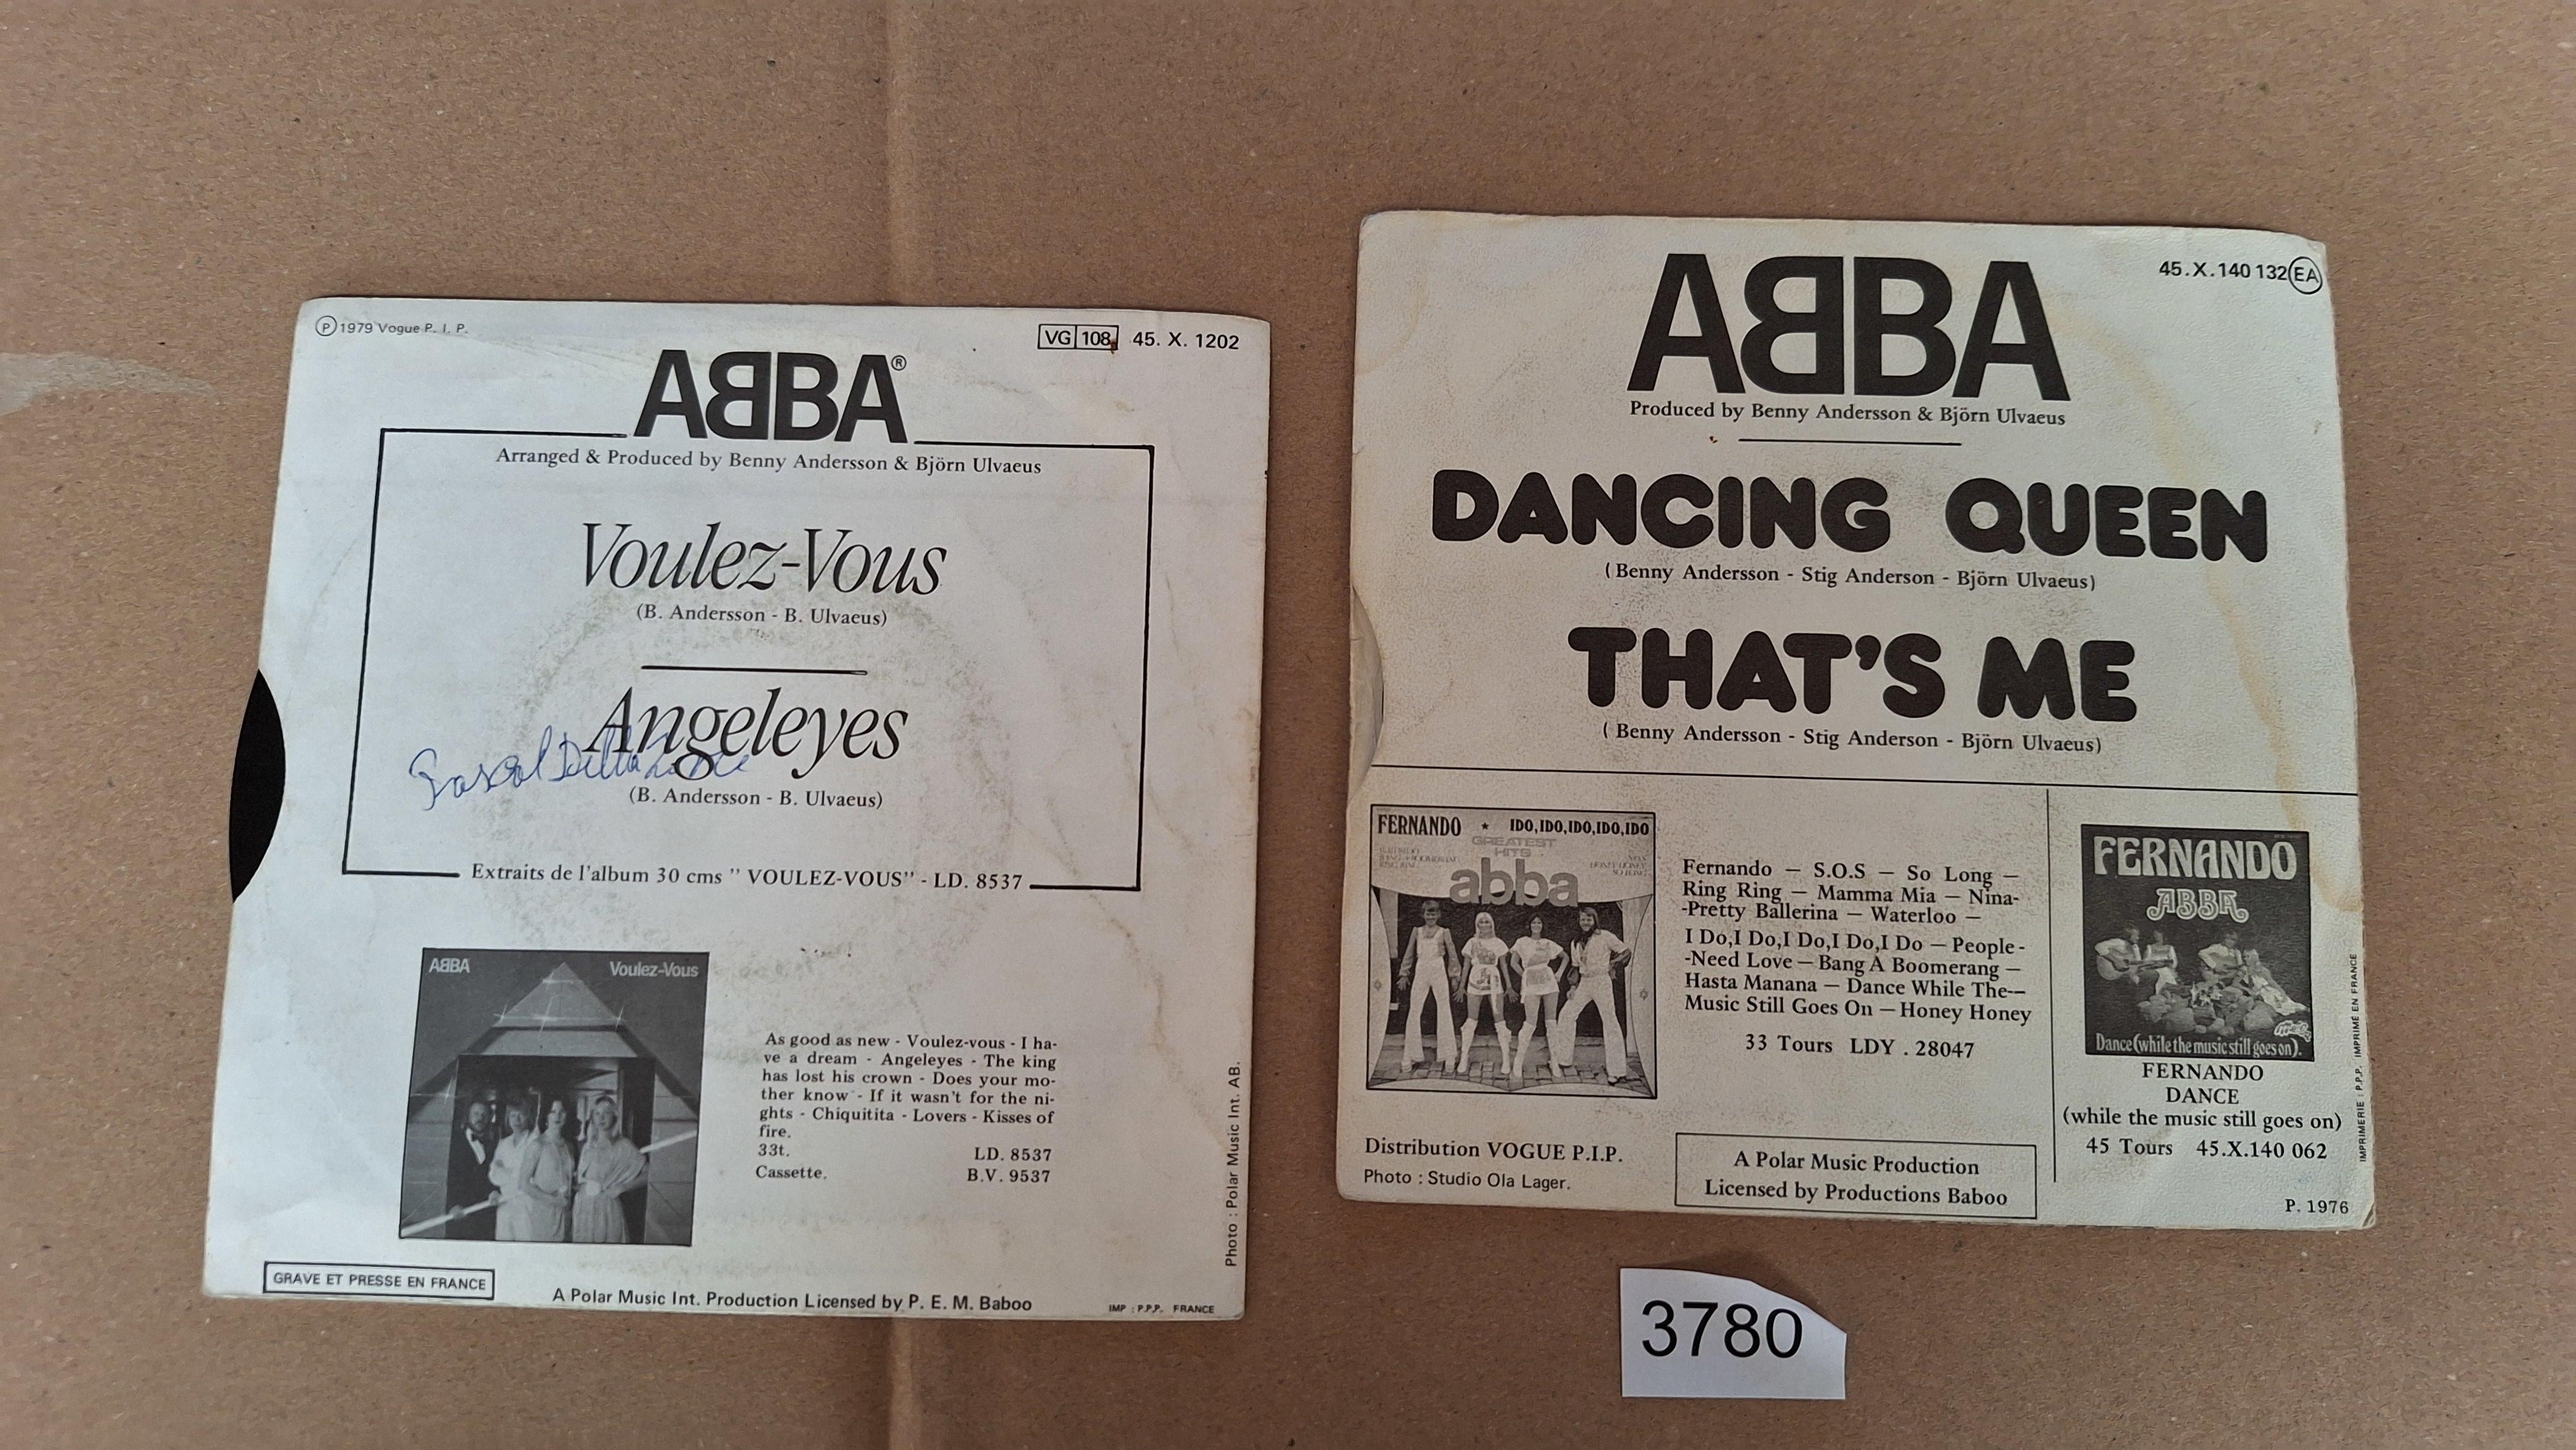 Ⓟ 1979 Vogue P. I. P.
VG 108 45. X. 1202
ABBA®
Arranged & Produced by Benny Andersson & Björn Ulvaeus
Voulez-Vous
(B. Andersson - B. Ulvaeus)
Angeleyes
(B. Andersson - B. Ulvaeus)
Extraits de l'album 30 cms " VOULEZ-VOUS" - LD. 8537
ABBA Voulez-Vous
As good as new - Voulez-vous - I ha-
ve a dream - Angeleyes - The king
has lost his crown - Does your mo-
ther know - If it wasn't for the ni-
ghts - Chiquitita - Lovers - Kisses of
fire.
33t. LD. 8537
Cassette. B.V. 9537
Photo : Polar Music Int. AB.
GRAVE ET PRESSE EN FRANCE
A Polar Music Int. Production Licensed by P. E. M. Baboo
IMP : P.P.P. FRANCE
45.X.140 132 EA
ABBA
Produced by Benny Andersson & Björn Ulvaeus
DANCING QUEEN
(Benny Andersson - Stig Anderson - Björn Ulvaeus)
THAT'S ME
( Benny Andersson - Stig Anderson - Björn Ulvaeus)
FERNANDO * I DO, I DO, I DO, I DO, I DO
GREATEST
HITS
abba
Fernando — S.O.S — So Long —
Ring Ring — Mamma Mia — Nina-
-Pretty Ballerina — Waterloo —
I Do,I Do,I Do,I Do,I Do — People-
-Need Love — Bang A Boomerang —
Hasta Manana — Dance While The—
Music Still Goes On — Honey Honey
33 Tours LDY . 28047
FERNANDO
ABBA
Dance (while the music still goes on).
FERNANDO
DANCE
(while the music still goes on)
45 Tours 45.X.140 062
IMPRIMERIE : P.P.P. IMPRIMÉ EN FRANCE
Distribution VOGUE P.I.P.
Photo : Studio Ola Lager.
A Polar Music Production
Licensed by Productions Baboo
P. 1976
3780